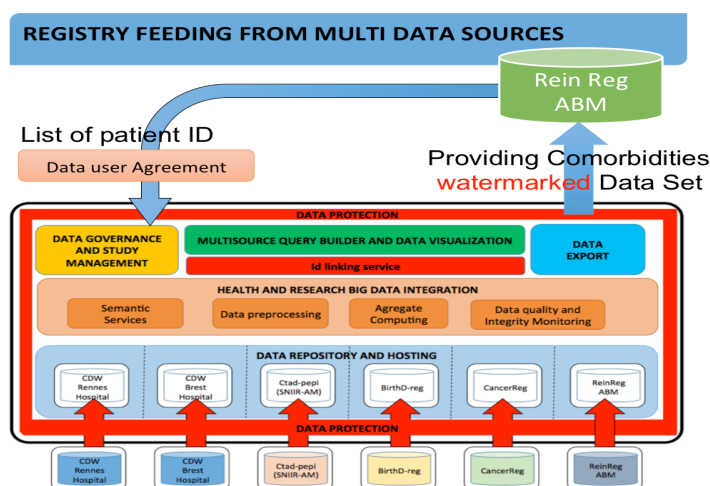 REGISTRY FEEDING FROM MULTI DATA SOURCES
Rein Reg
ABM
List of patient ID
Data user Agreement
Providing Comorbidities
watermarked Data Set
DATA PROTECTION
DATA GOVERNANCE
AND STUDY
MANAGEMENT
MULTISOURCE QUERY BUILDER AND DATA VISUALIZATION
Id linking service
DATA
EXPORT
HEALTH AND RESEARCH BIG DATA INTEGRATION
Semantic
Services
Data preprocessing
Agregate
Computing
Data quality and
Integrity Monitoring
DATA REPOSITORY AND HOSTING
CDW
Rennes
Hospital
CDW
Brest
Hospital
Ctad-pepi
(SNIIR-AM)
BirthD-reg
CancerReg
ReinReg
ABM
DATA PROTECTION
CDW
Rennes
Hospital
CDW
Brest
Hospital
Ctad-pepi
(SNIIR-AM)
BirthD-reg
CancerReg
ReinReg
ABM